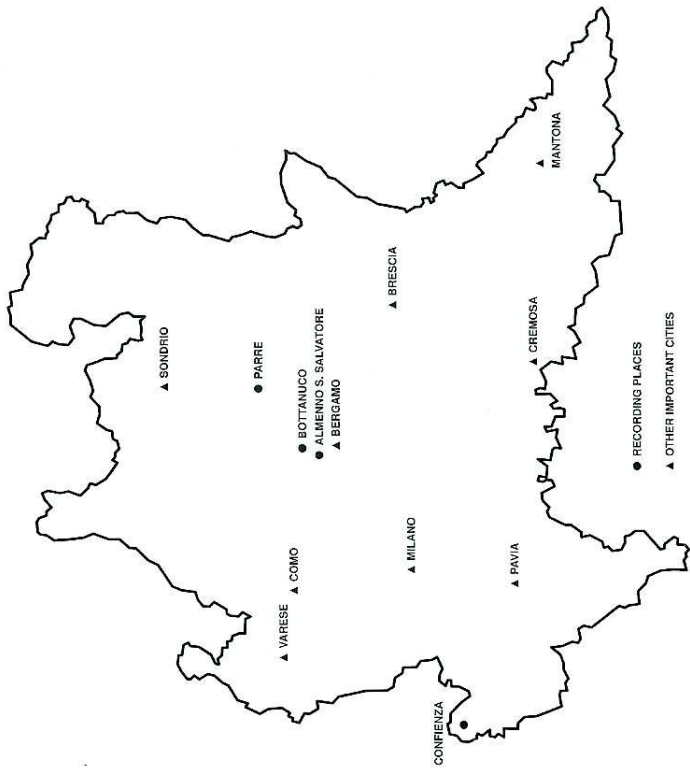 SONDRIO
PARRE
BOTTANUCO
ALMENNO S. SALVATORE
BERGAMO
BRESCIA
MANTONA
CREMOSA
VARESE
COMO
MILANO
PAVIA
CONFIENZA
RECORDING PLACES
OTHER IMPORTANT CITIES